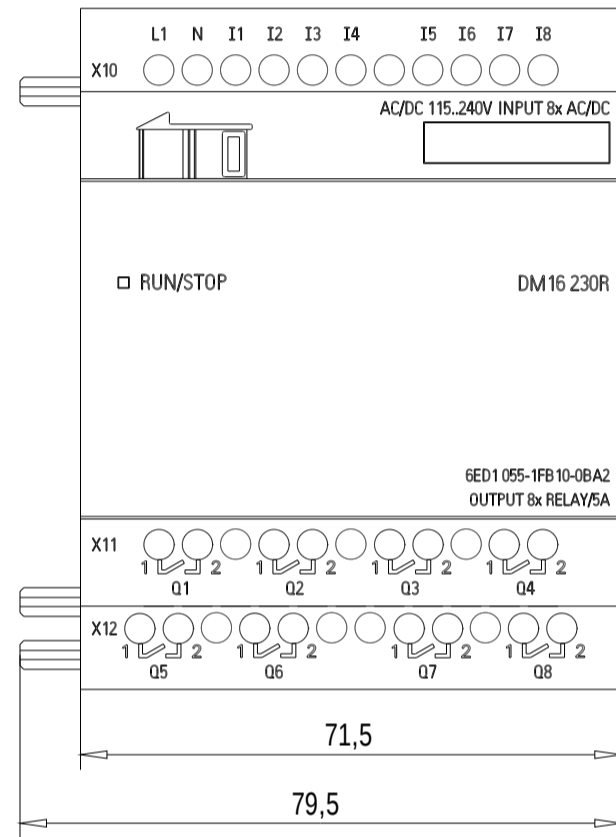 L1 N I1 I2 I3 I4 I5 I6 I7 I8
X10
AC/DC 115..240V INPUT 8x AC/DC
RUN/STOP
DM16 230R
6ED1 055-1FB10-0BA2
OUTPUT 8x RELAY/5A
X11
1 2 1 2 1 2 1 2
Q1 Q2 Q3 Q4
X12
1 2 1 2 1 2 1 2
Q5 Q6 Q7 Q8
71,5
79,5